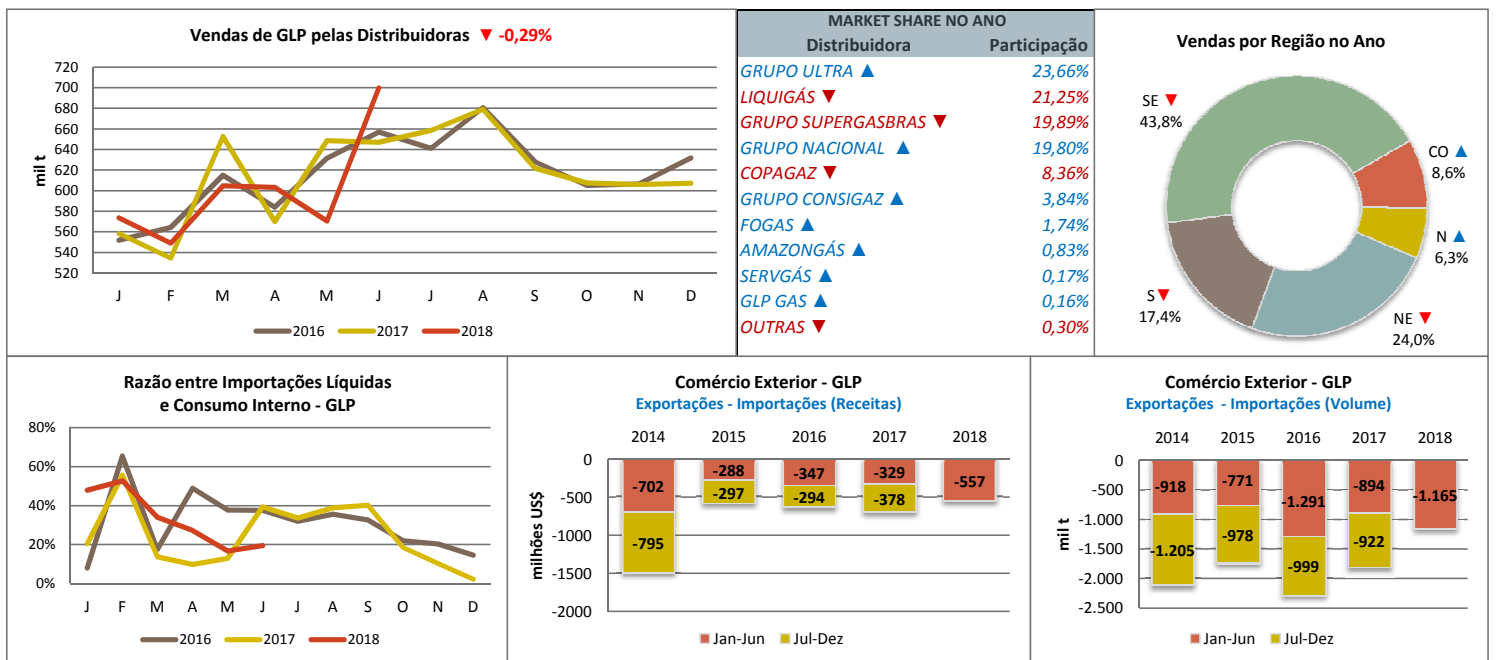 Vendas de GLP pelas Distribuidoras ▼ -0,29%
mil t
720
700
680
660
640
620
600
580
560
540
520
J F M A M J J A S O N D
2016 2017 2018
MARKET SHARE NO ANO
Distribuidora Participação
GRUPO ULTRA ▲ 23,66%
LIQUIGÁS ▼ 21,25%
GRUPO SUPERGASBRAS ▼ 19,89%
GRUPO NACIONAL ▲ 19,80%
COPAGAZ ▼ 8,36%
GRUPO CONSIGAZ ▲ 3,84%
FOGAS ▲ 1,74%
AMAZONGÁS ▲ 0,83%
SERVGÁS ▲ 0,17%
GLP GAS ▲ 0,16%
OUTRAS ▼ 0,30%
Vendas por Região no Ano
SE ▼
43,8%
CO ▲
8,6%
N ▲
6,3%
NE ▼
24,0%
S ▼
17,4%
Razão entre Importações Líquidas
e Consumo Interno - GLP
80%
60%
40%
20%
0%
J F M A M J J A S O N D
2016 2017 2018
Comércio Exterior - GLP
Exportações - Importações (Receitas)
2014 2015 2016 2017 2018
milhões US$
0
-500
-1000
-1500
-2000
-702 -288 -347 -329 -557
-795 -297 -294 -378
Jan-Jun Jul-Dez
Comércio Exterior - GLP
Exportações - Importações (Volume)
2014 2015 2016 2017 2018
mil t
0
-500
-1.000
-1.500
-2.000
-2.500
-918 -771 -1.291 -894 -1.165
-1.205 -978 -999 -922
Jan-Jun Jul-Dez